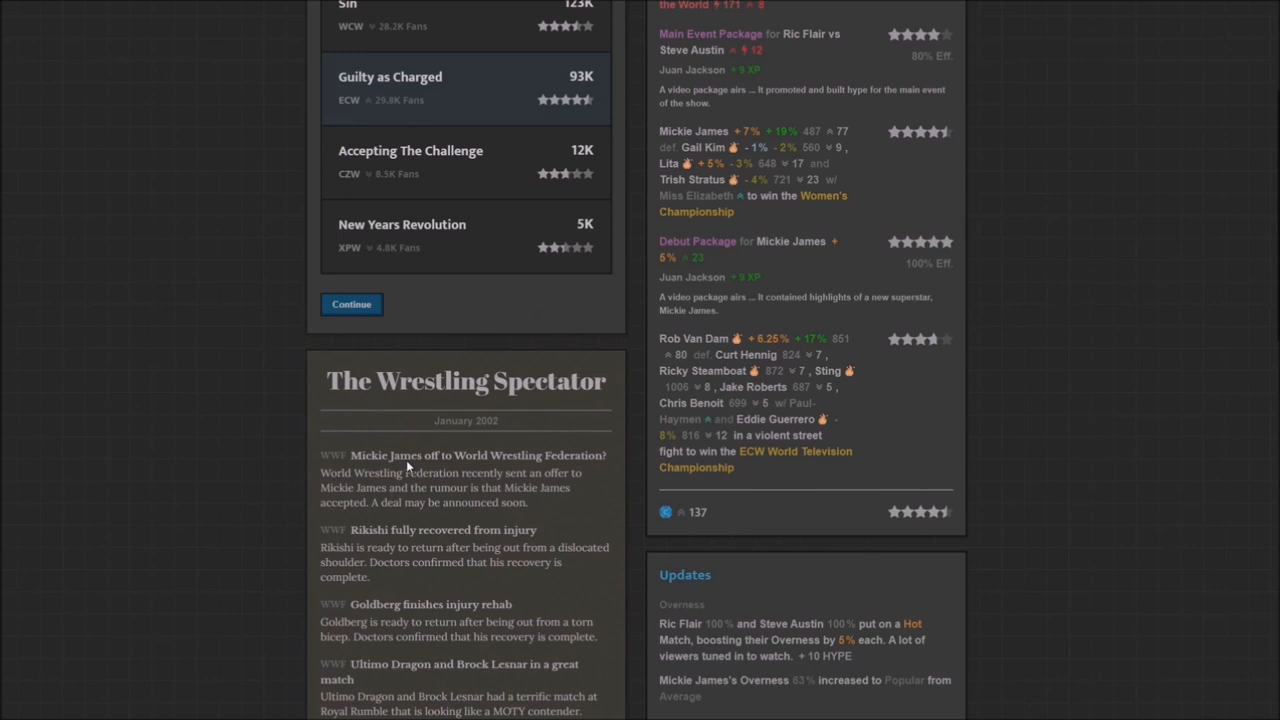 Sin 123K
WCW 28.2K Fans
Guilty as Charged 93K
ECW 29.8K Fans
Accepting The Challenge 12K
CZW 8.5K Fans
New Years Revolution 5K
XPW 4.8K Fans
Continue
The Wrestling Spectator
January 2002
WWF Mickie James off to World Wrestling Federation?
World Wrestling Federation recently sent an offer to
Mickie James and the rumour is that Mickie James
accepted. A deal may be announced soon.
WWF Rikishi fully recovered from injury
Rikishi is ready to return after being out from a dislocated
shoulder. Doctors confirmed that his recovery is
complete.
WWF Goldberg finishes injury rehab
Goldberg is ready to return after being out from a torn
bicep. Doctors confirmed that his recovery is complete.
WWF Ultimo Dragon and Brock Lesnar in a great
match
Ultimo Dragon and Brock Lesnar had a terrific match at
Royal Rumble that is looking like a MOTY contender.
the World 171 8
Main Event Package for Ric Flair vs
Steve Austin 12
80% Eff.
Juan Jackson + 9 XP
A video package airs ... It promoted and built hype for the main event
of the show.
Mickie James + 7% + 19% 487 77
def. Gail Kim - 1% - 2% 560 9 ,
Lita + 5% - 3% 648 17 and
Trish Stratus - 4% 721 23 w/
Miss Elizabeth to win the Women's
Championship
Debut Package for Mickie James +
5% 23
100% Eff.
Juan Jackson + 9 XP
A video package airs ... It contained highlights of a new superstar,
Mickie James.
Rob Van Dam + 6.25% + 17% 851
80 def. Curt Hennig 824 7 ,
Ricky Steamboat 872 7 , Sting
1006 8 , Jake Roberts 687 5 ,
Chris Benoit 699 5 w/ Paul-
Haymen and Eddie Guerrero -
8% 816 12 in a violent street
fight to win the ECW World Television
Championship
137
Updates
Overness
Ric Flair 100% and Steve Austin 100% put on a Hot
Match, boosting their Overness by 5% each. A lot of
viewers tuned in to watch. + 10 HYPE
Mickie James's Overness 63% increased to Popular from
Average